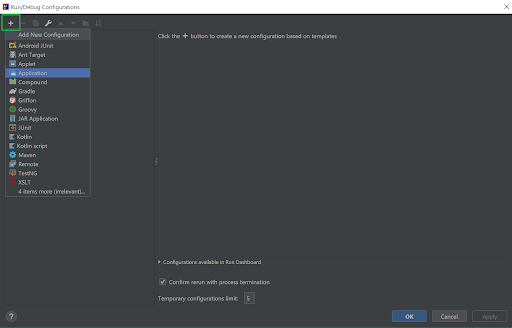 Run/Debug Configurations
Add New Configuration
Click the + button to create a new configuration based on templates
Android JUnit
Ant Target
Applet
Application
Compound
Gradle
Griffon
Groovy
JAR Application
JUnit
Kotlin
Kotlin script
Maven
Remote
TestNG
XSLT
4 items more (irrelevant)...
Configurations available in Run Dashboard
Confirm rerun with process termination
Temporary configurations limit: 5
? OK Cancel Apply